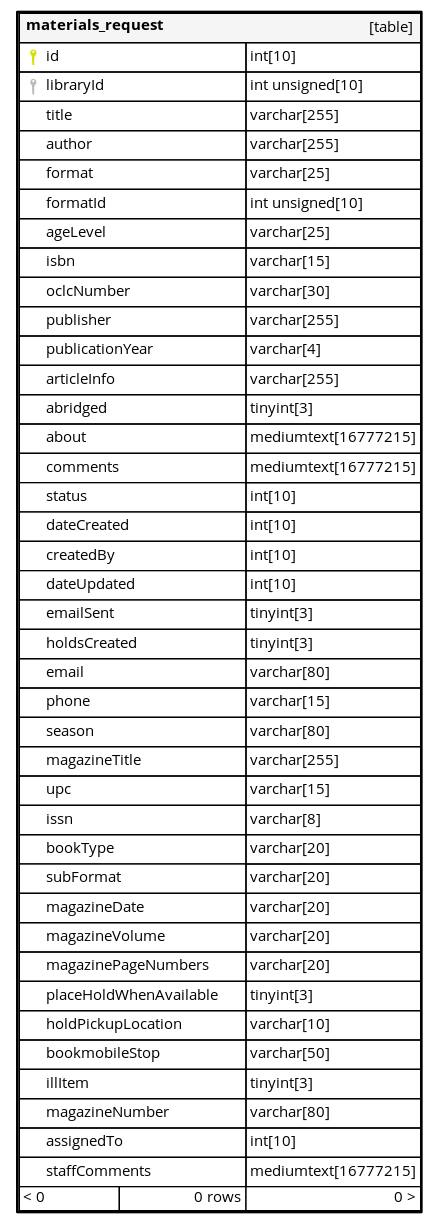 materials_request [table]
id int[10]
libraryId int unsigned[10]
title varchar[255]
author varchar[255]
format varchar[25]
formatId int unsigned[10]
ageLevel varchar[25]
isbn varchar[15]
oclcNumber varchar[30]
publisher varchar[255]
publicationYear varchar[4]
articleInfo varchar[255]
abridged tinyint[3]
about mediumtext[16777215]
comments mediumtext[16777215]
status int[10]
dateCreated int[10]
createdBy int[10]
dateUpdated int[10]
emailSent tinyint[3]
holdsCreated tinyint[3]
email varchar[80]
phone varchar[15]
season varchar[80]
magazineTitle varchar[255]
upc varchar[15]
issn varchar[8]
bookType varchar[20]
subFormat varchar[20]
magazineDate varchar[20]
magazineVolume varchar[20]
magazinePageNumbers varchar[20]
placeHoldWhenAvailable tinyint[3]
holdPickupLocation varchar[10]
bookmobileStop varchar[50]
illItem tinyint[3]
magazineNumber varchar[80]
assignedTo int[10]
staffComments mediumtext[16777215]
< 0 0 rows 0 >